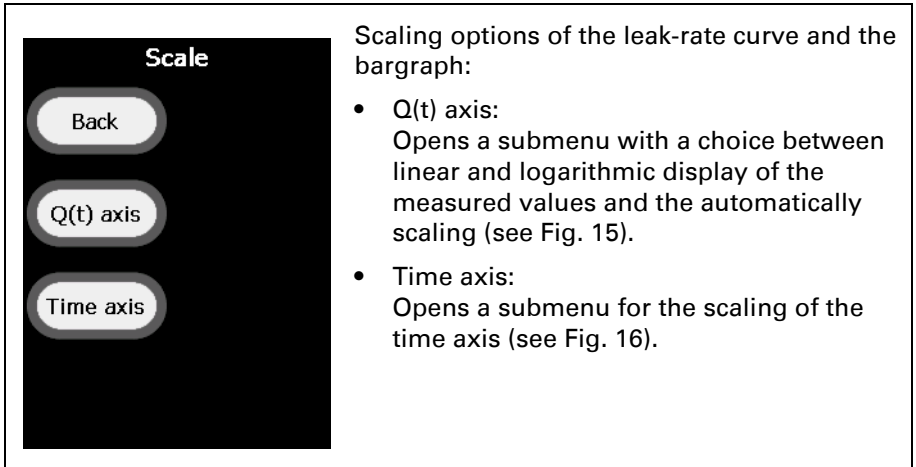 Scale
Back
Q(t) axis
Time axis
Scaling options of the leak-rate curve and the
bargraph:
• Q(t) axis:
Opens a submenu with a choice between
linear and logarithmic display of the
measured values and the automatically
scaling (see Fig. 15).
• Time axis:
Opens a submenu for the scaling of the
time axis (see Fig. 16).